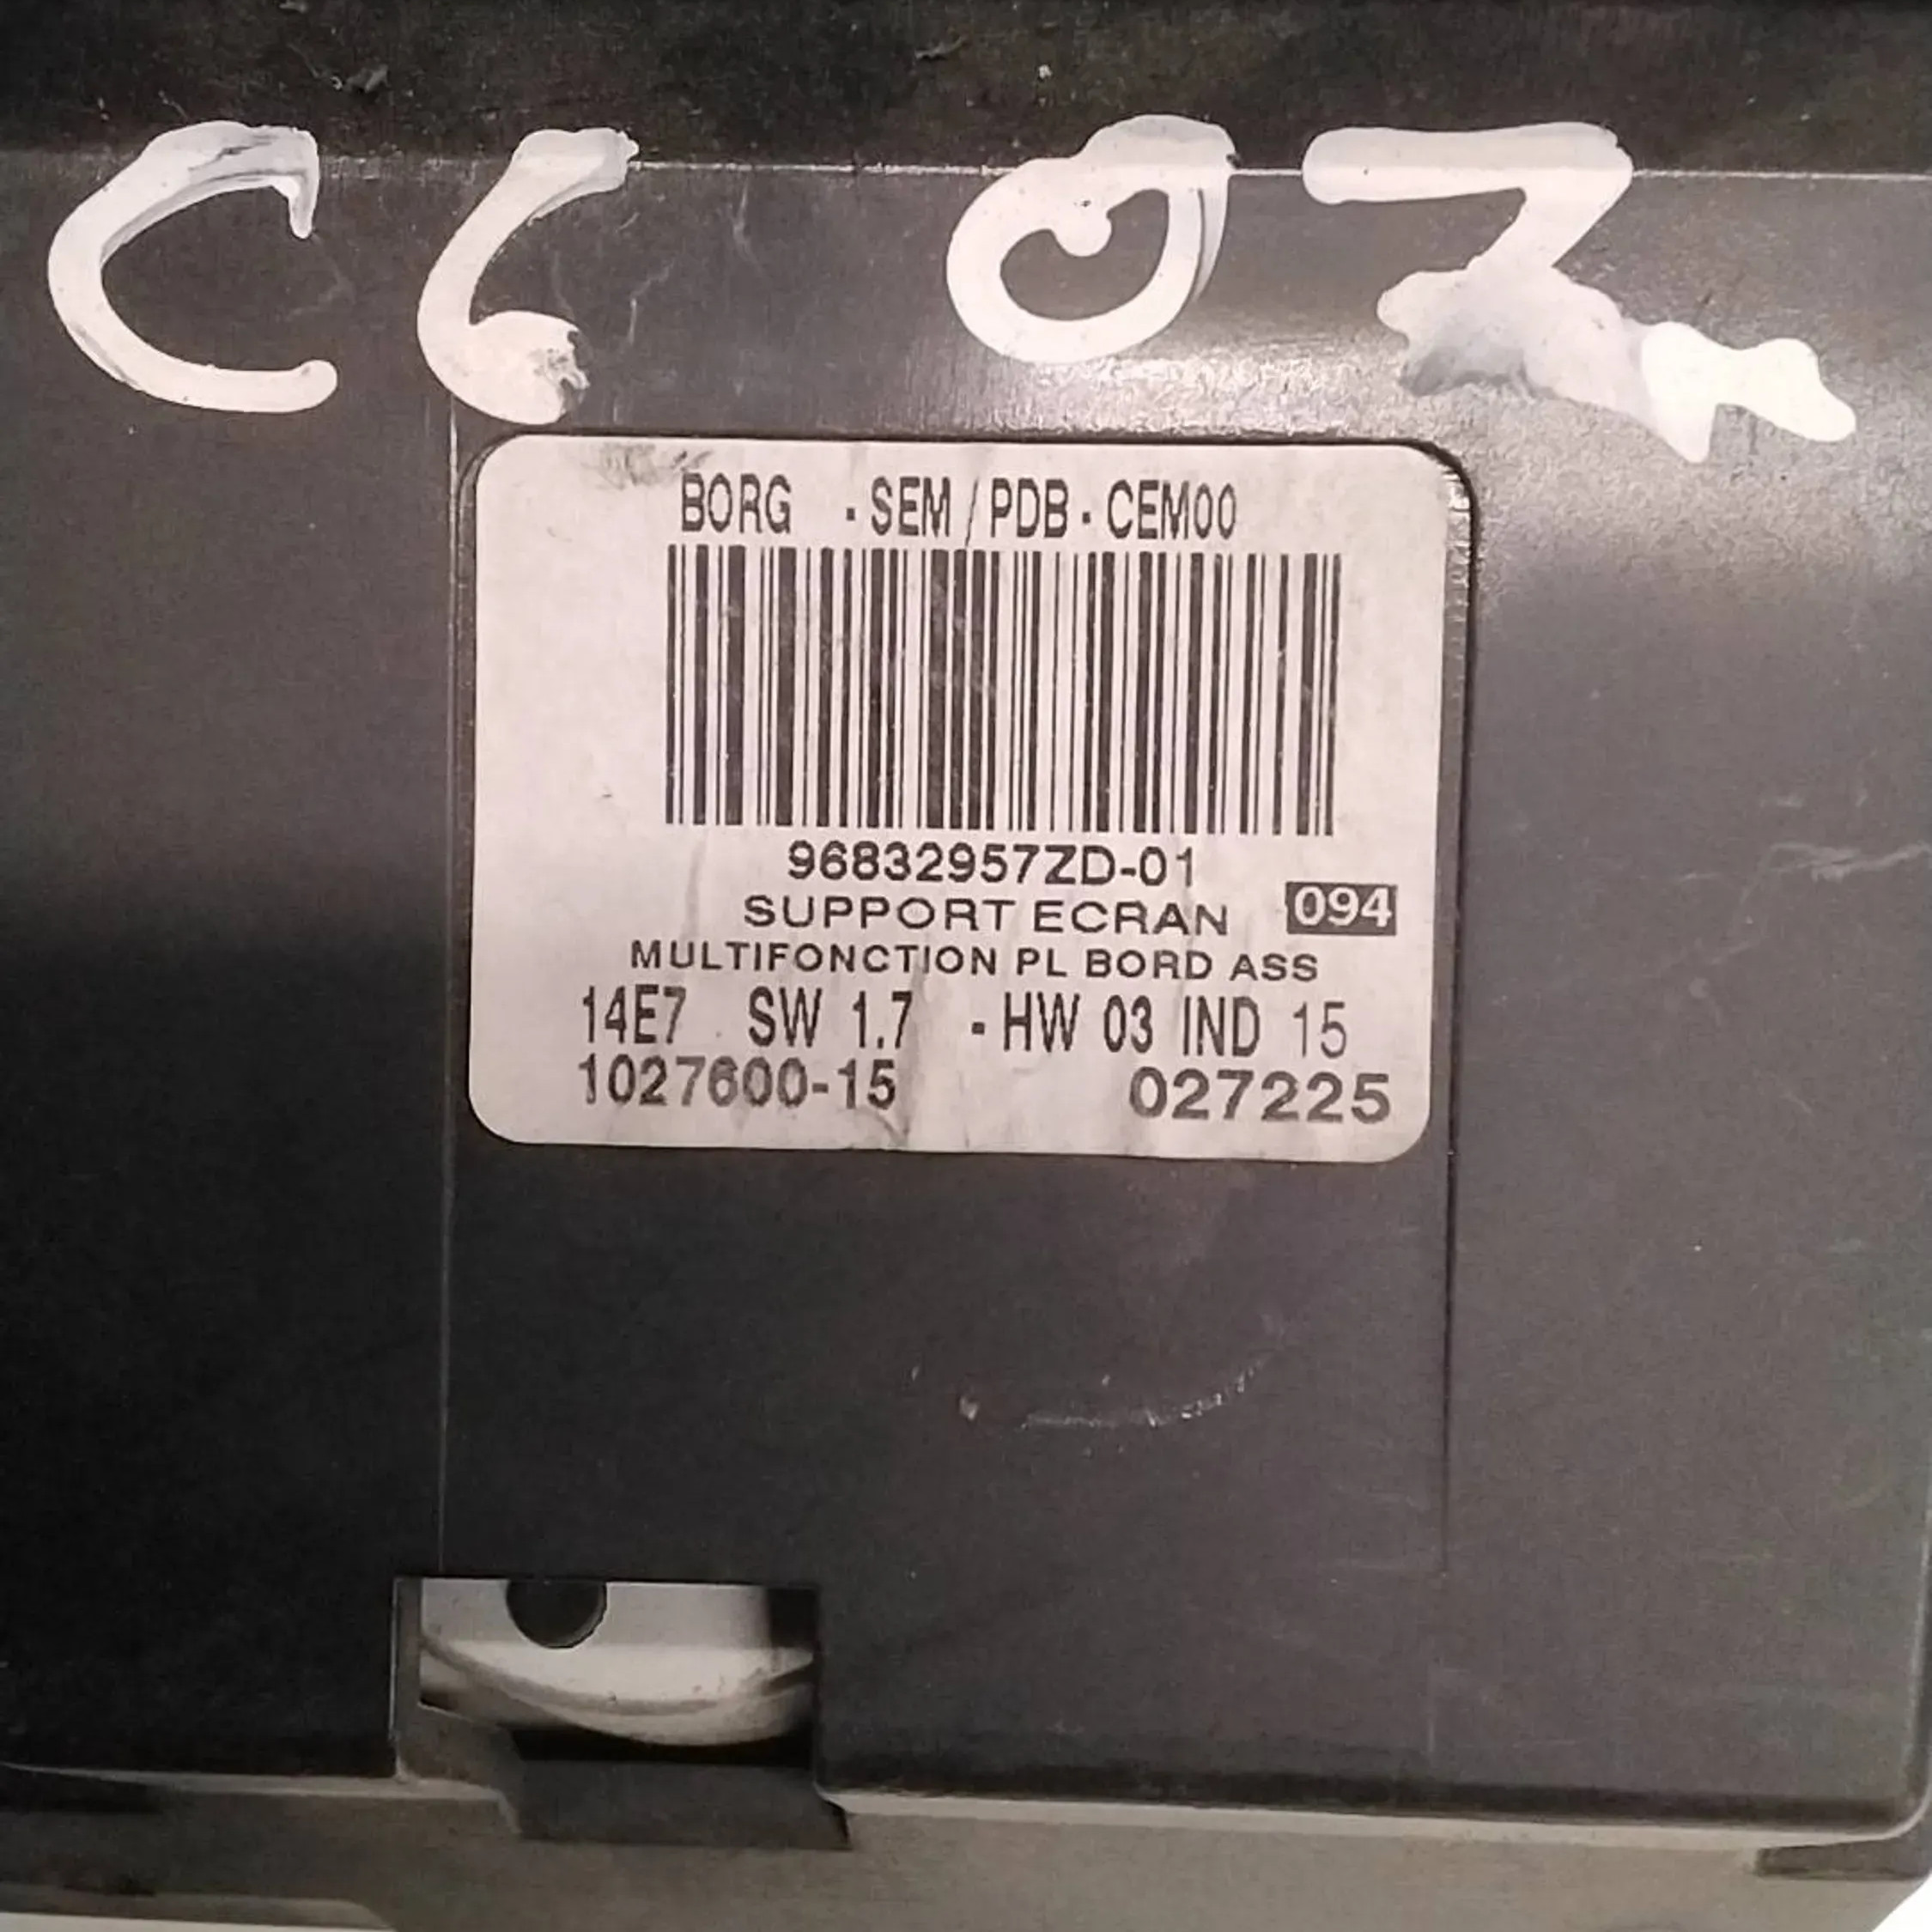 C6 07
BORG - SEM / PDB - CEM00
96832957ZD-01
SUPPORT ECRAN 094
MULTIFONCTION PL BORD ASS
14E7 SW 1.7 - HW 03 IND 15
1027600-15 027225